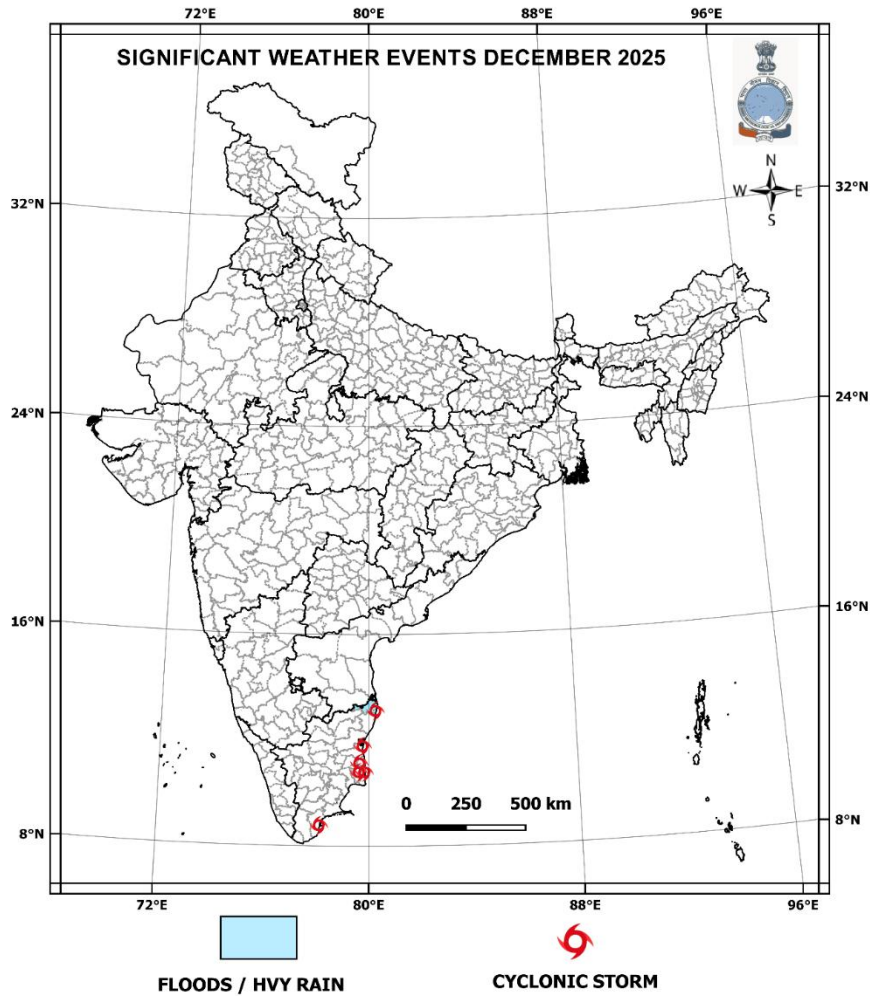 72°E 80°E 88°E 96°E
SIGNIFICANT WEATHER EVENTS DECEMBER 2025
N
W E
S
32°N 32°N
24°N 24°N
16°N 16°N
0 250 500 km
8°N 8°N
72°E 80°E 88°E 96°E
FLOODS / HVY RAIN CYCLONIC STORM